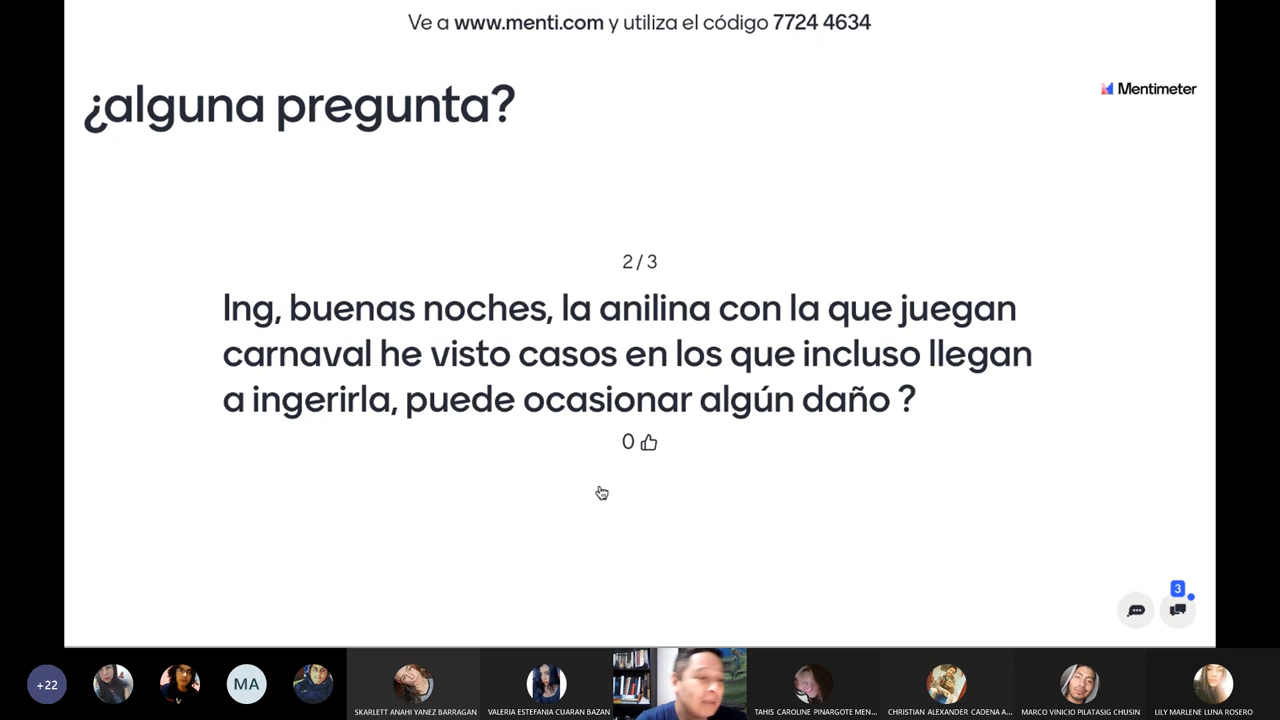 Ve a www.menti.com y utiliza el código 7724 4634
¿alguna pregunta?
Mentimeter
2 / 3
Ing, buenas noches, la anilina con la que juegan
carnaval he visto casos en los que incluso llegan
a ingerirla, puede ocasionar algún daño ?
0
3
+22
MA
SKARLETT ANAHI YANEZ BARRAGAN
VALERIA ESTEFANIA CUARAN BAZAN
TAHIS CAROLINE PINARGOTE MEN...
CHRISTIAN ALEXANDER CADENA A...
MARCO VINICIO PILATASIG CHUSIN
LILY MARLENE LUNA ROSERO